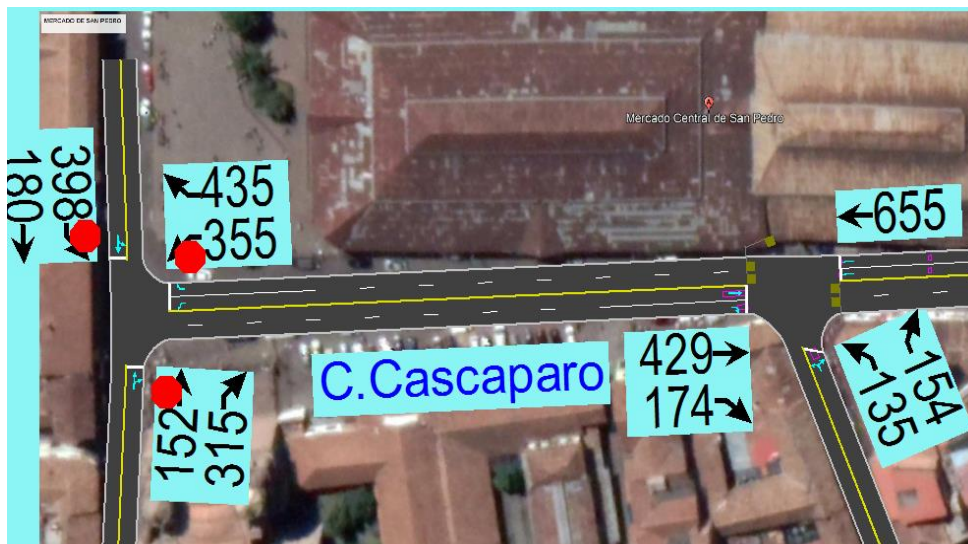 MERCADO DE SAN PEDRO
A
Mercado Central de San Pedro
398
180
435
355
655
C.Cascaparo
429
174
154
135
152
315